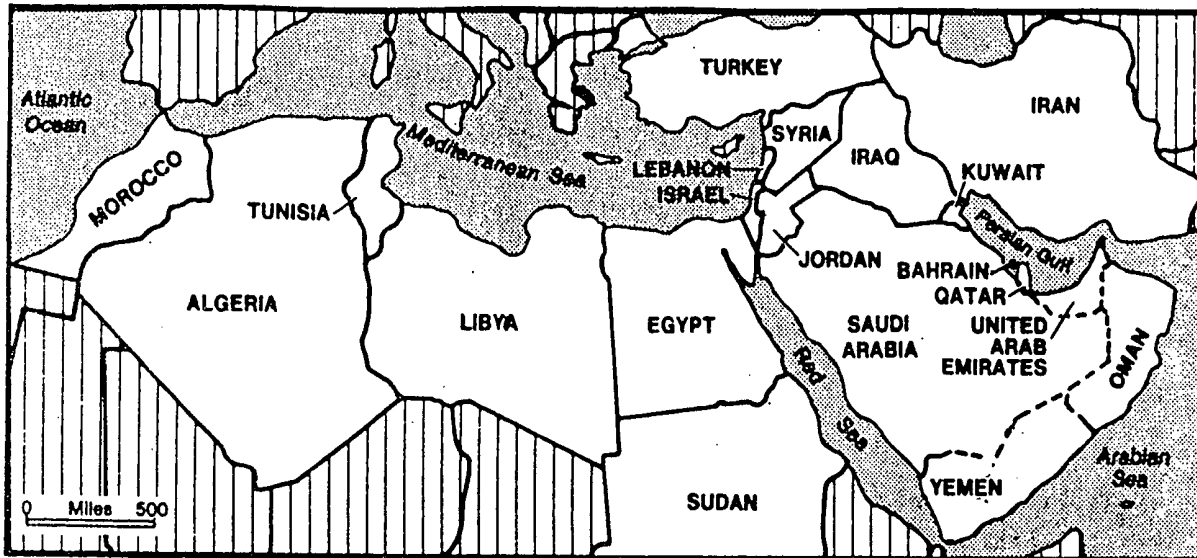 TURKEY
Atlantic
Ocean
IRAN
SYRIA
Mediterranean Sea
IRAQ
LEBANON
KUWAIT
ISRAEL
MOROCCO
TUNISIA
Persian Gulf
JORDAN
BAHRAIN
QATAR
ALGERIA
LIBYA
EGYPT
SAUDI
ARABIA
UNITED
ARAB
EMIRATES
OMAN
Red
Sea
Arabian
Sea
YEMEN
SUDAN
0 Miles 500